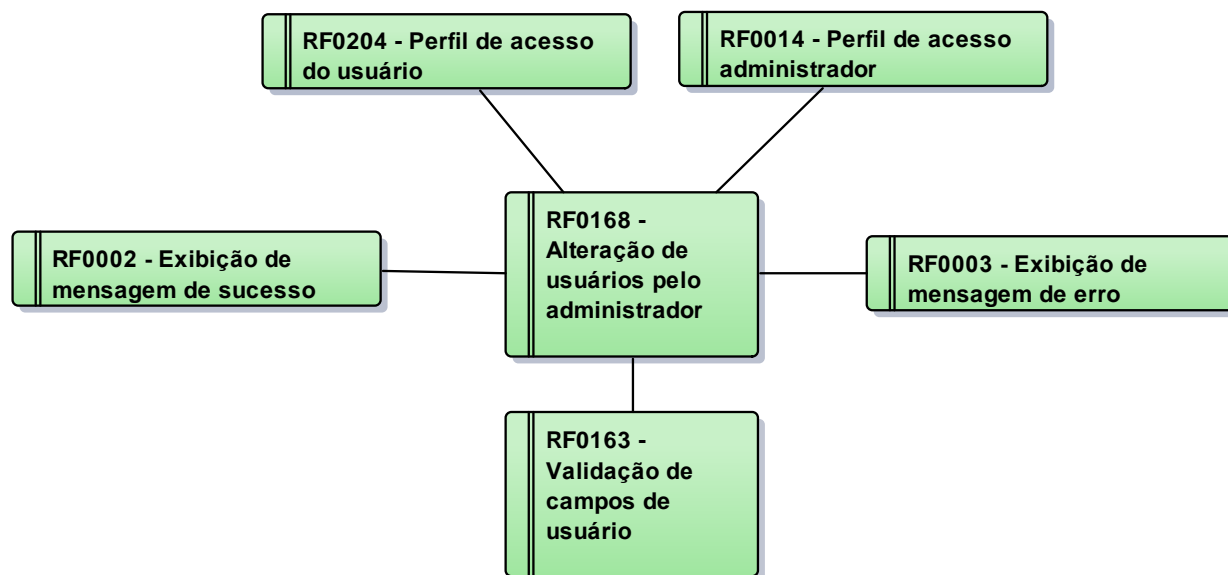 RF0204 - Perfil de acesso
do usuário
RF0014 - Perfil de acesso
administrador
RF0168 -
Alteração de
usuários pelo
administrador
RF0002 - Exibição de
mensagem de sucesso
RF0003 - Exibição de
mensagem de erro
RF0163 -
Validação de
campos de
usuário